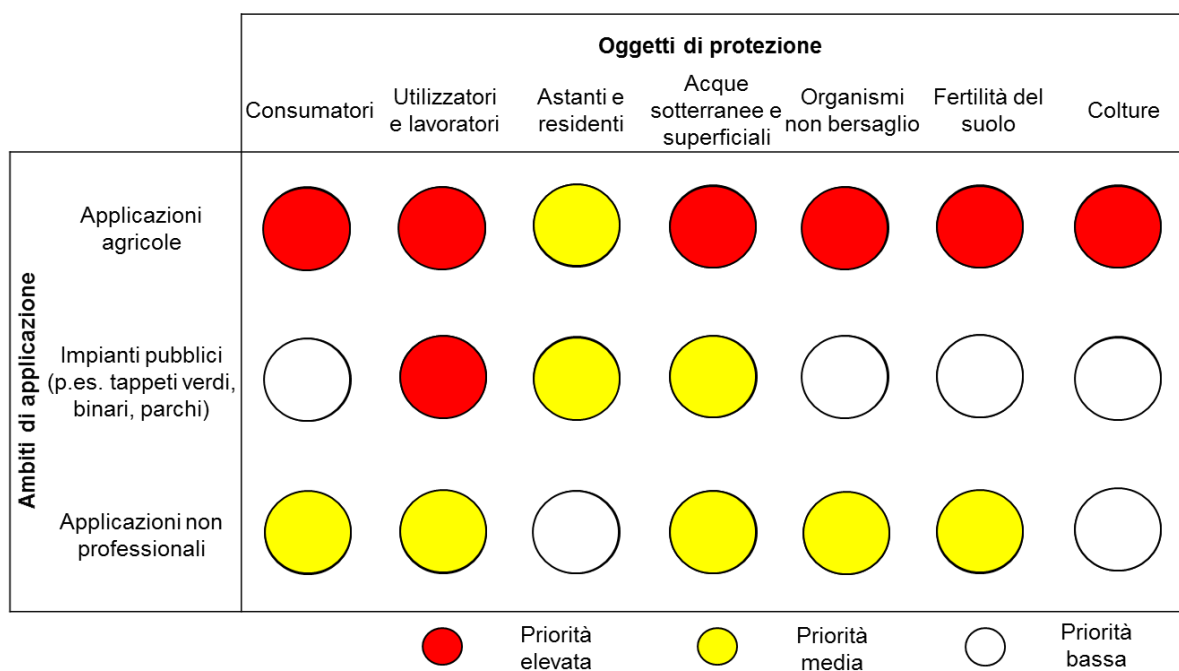 Oggetti di protezione
Consumatori
Utilizzatori
e lavoratori
Astanti e
residenti
Acque
sotterranee e
superficiali
Organismi
non bersaglio
Fertilità del
suolo
Colture
Ambiti di applicazione
Applicazioni
agricole
Impianti pubblici
(p.es. tappeti verdi,
binari, parchi)
Applicazioni non
professionali
Priorità
elevata
Priorità
media
Priorità
bassa